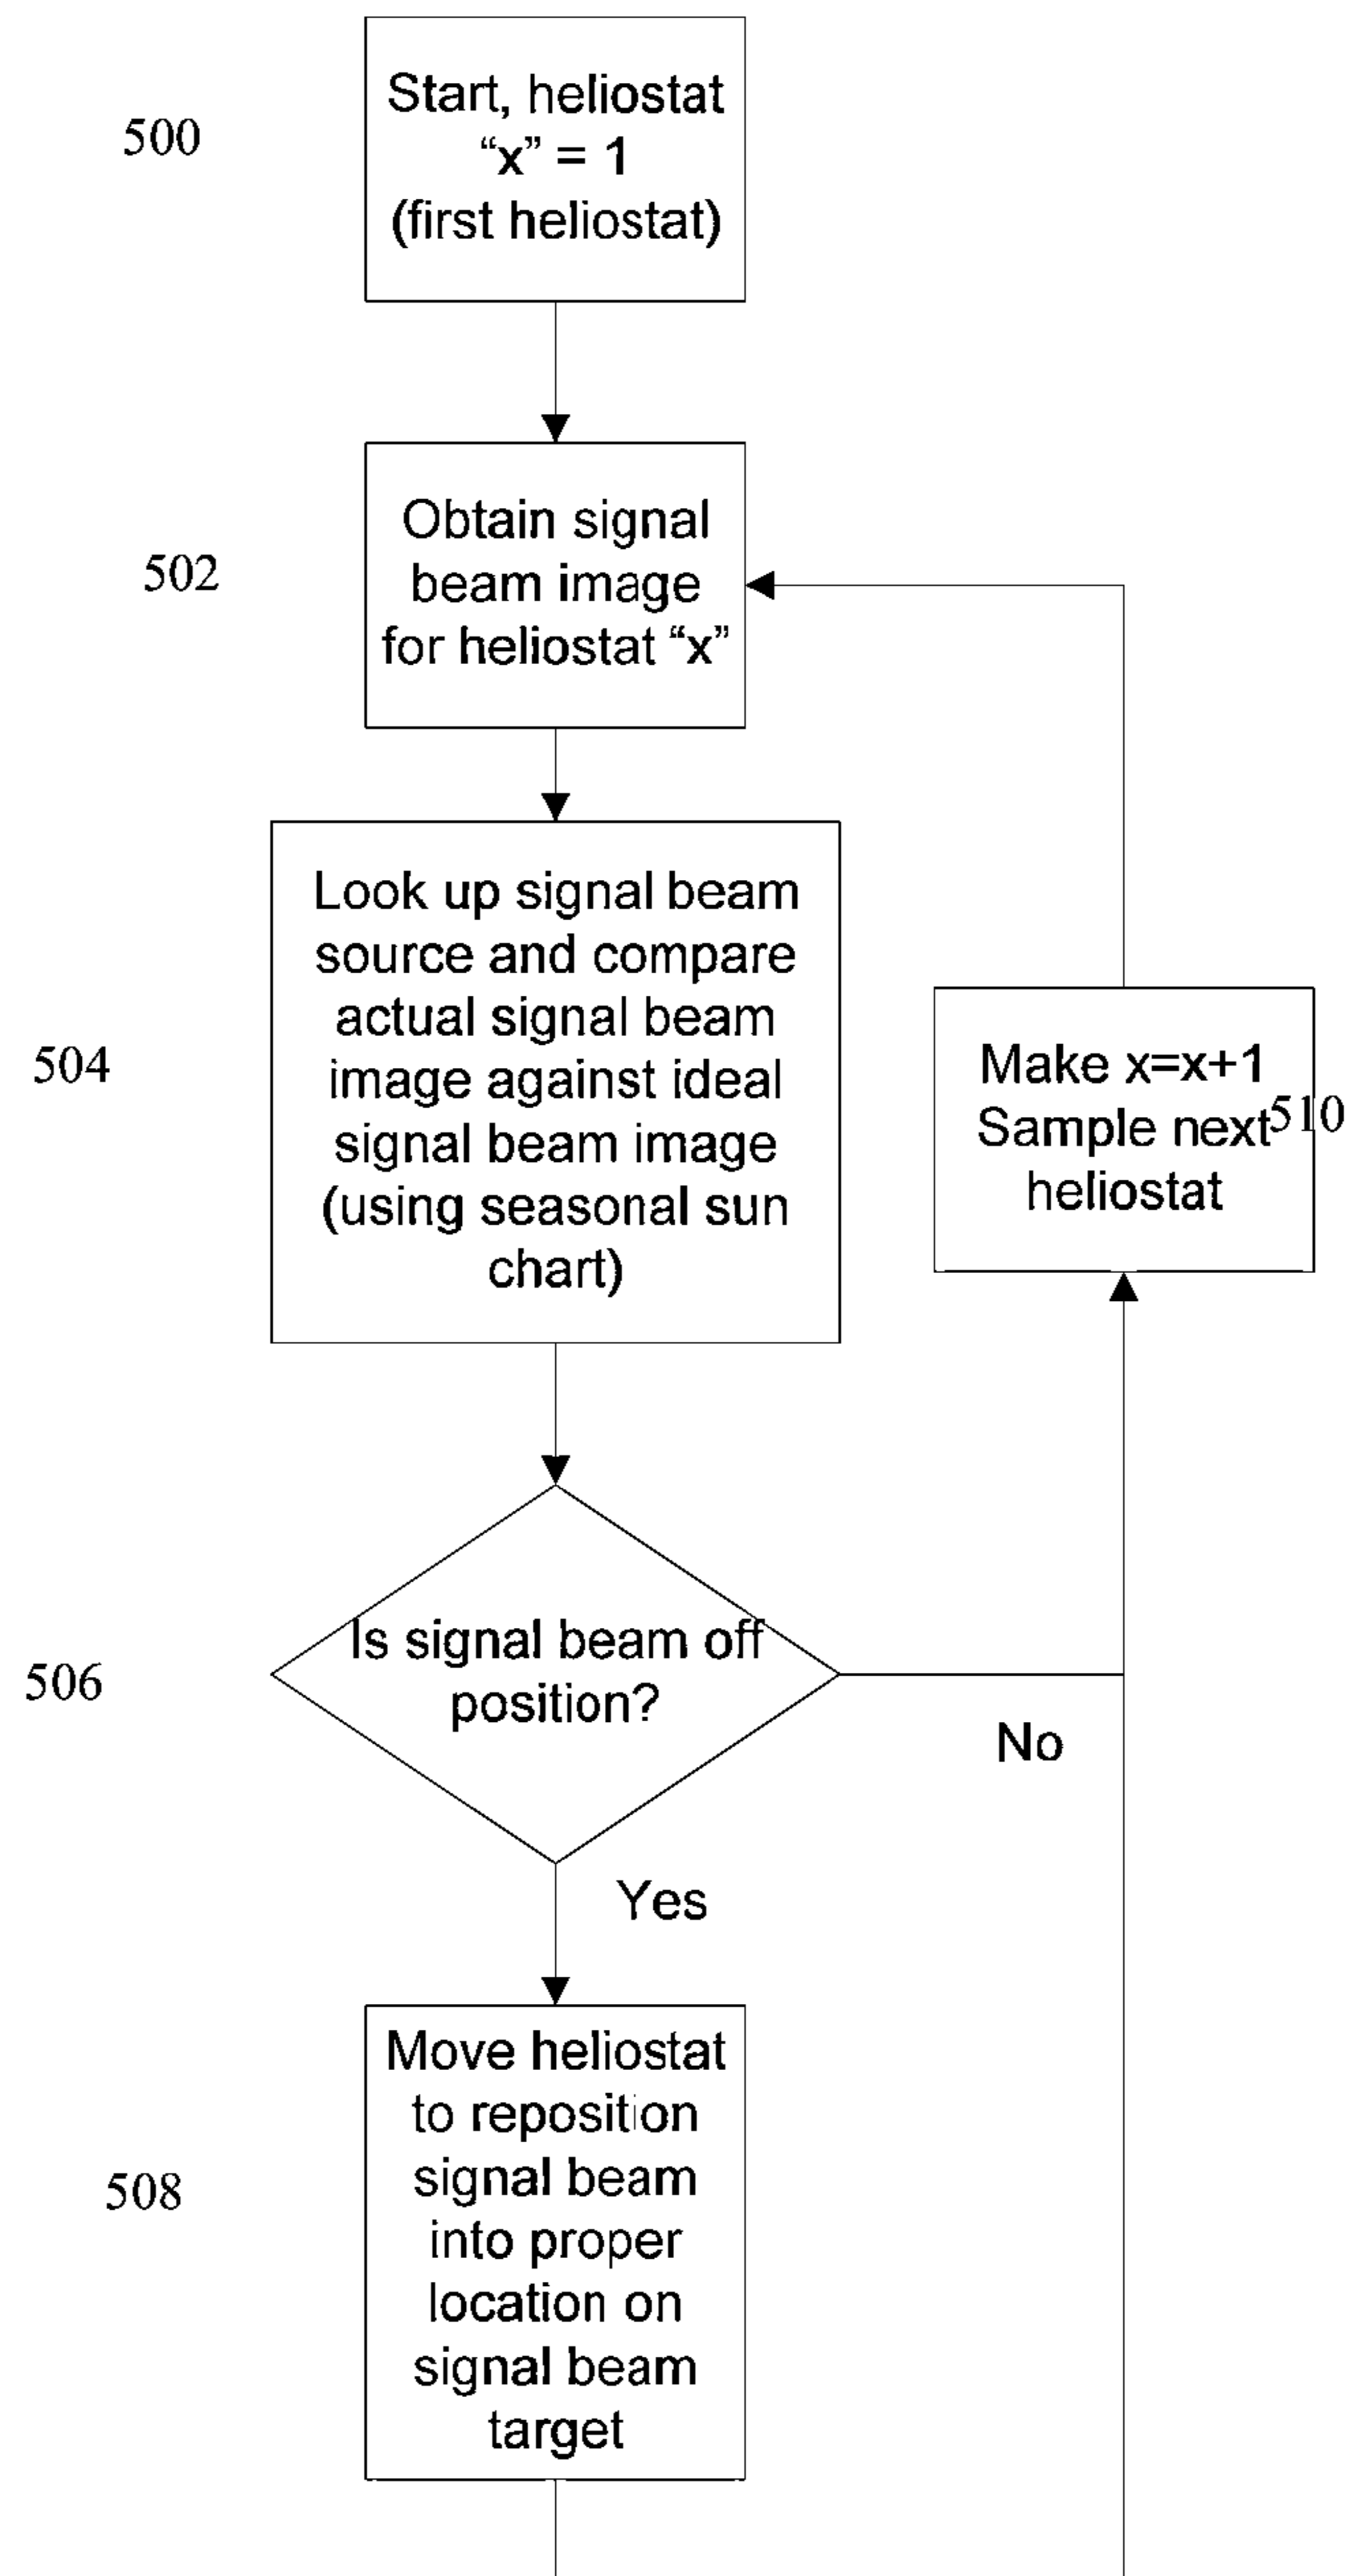 500
Start, heliostat
“x” = 1
(first heliostat)
502
Obtain signal
beam image
for heliostat “x”
504
Look up signal beam
source and compare
actual signal beam
image against ideal
signal beam image
(using seasonal sun
chart)
Make x=x+1
Sample next
heliostat
510
506
Is signal beam off
position?
No
Yes
508
Move heliostat
to reposition
signal beam
into proper
location on
signal beam
target